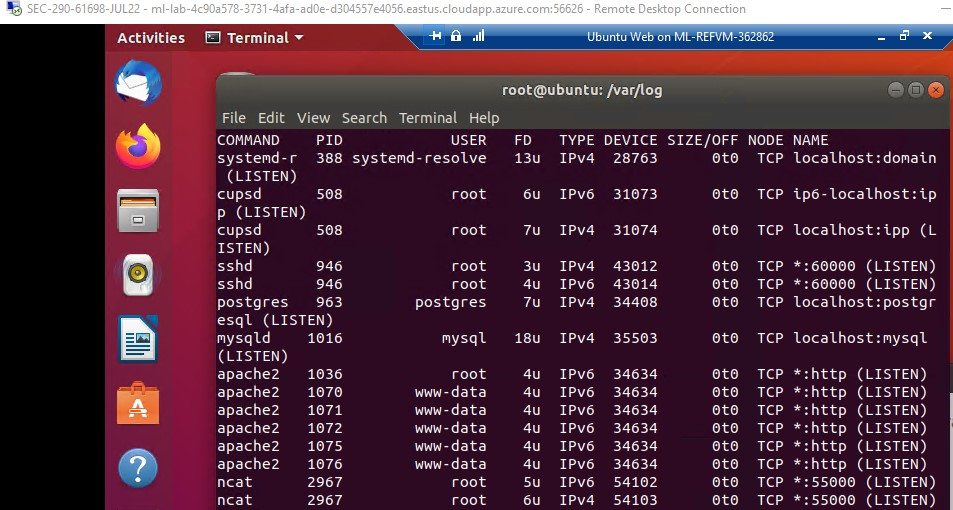 SEC-290-61698-JUL22 - ml-lab-4c90a578-3731-4afa-ad0e-d304557e4056.eastus.cloudapp.azure.com:56626 - Remote Desktop Connection
Activities Terminal Ubuntu Web on ML-REFVM-362862
root@ubuntu: /var/log
File Edit View Search Terminal Help
COMMAND PID USER FD TYPE DEVICE SIZE/OFF NODE NAME
systemd-r 388 systemd-resolve 13u IPv4 28763 0t0 TCP localhost:domain
(LISTEN)
cupsd 508 root 6u IPv6 31073 0t0 TCP ip6-localhost:ip
p (LISTEN)
cupsd 508 root 7u IPv4 31074 0t0 TCP localhost:ipp (L
ISTEN)
sshd 946 root 3u IPv4 43012 0t0 TCP *:60000 (LISTEN)
sshd 946 root 4u IPv6 43014 0t0 TCP *:60000 (LISTEN)
postgres 963 postgres 7u IPv4 34408 0t0 TCP localhost:postgr
esql (LISTEN)
mysqld 1016 mysql 18u IPv4 35503 0t0 TCP localhost:mysql
(LISTEN)
apache2 1036 root 4u IPv6 34634 0t0 TCP *:http (LISTEN)
apache2 1070 www-data 4u IPv6 34634 0t0 TCP *:http (LISTEN)
apache2 1071 www-data 4u IPv6 34634 0t0 TCP *:http (LISTEN)
apache2 1072 www-data 4u IPv6 34634 0t0 TCP *:http (LISTEN)
apache2 1075 www-data 4u IPv6 34634 0t0 TCP *:http (LISTEN)
apache2 1076 www-data 4u IPv6 34634 0t0 TCP *:http (LISTEN)
ncat 2967 root 5u IPv6 54102 0t0 TCP *:55000 (LISTEN)
ncat 2967 root 6u IPv4 54103 0t0 TCP *:55000 (LISTEN)